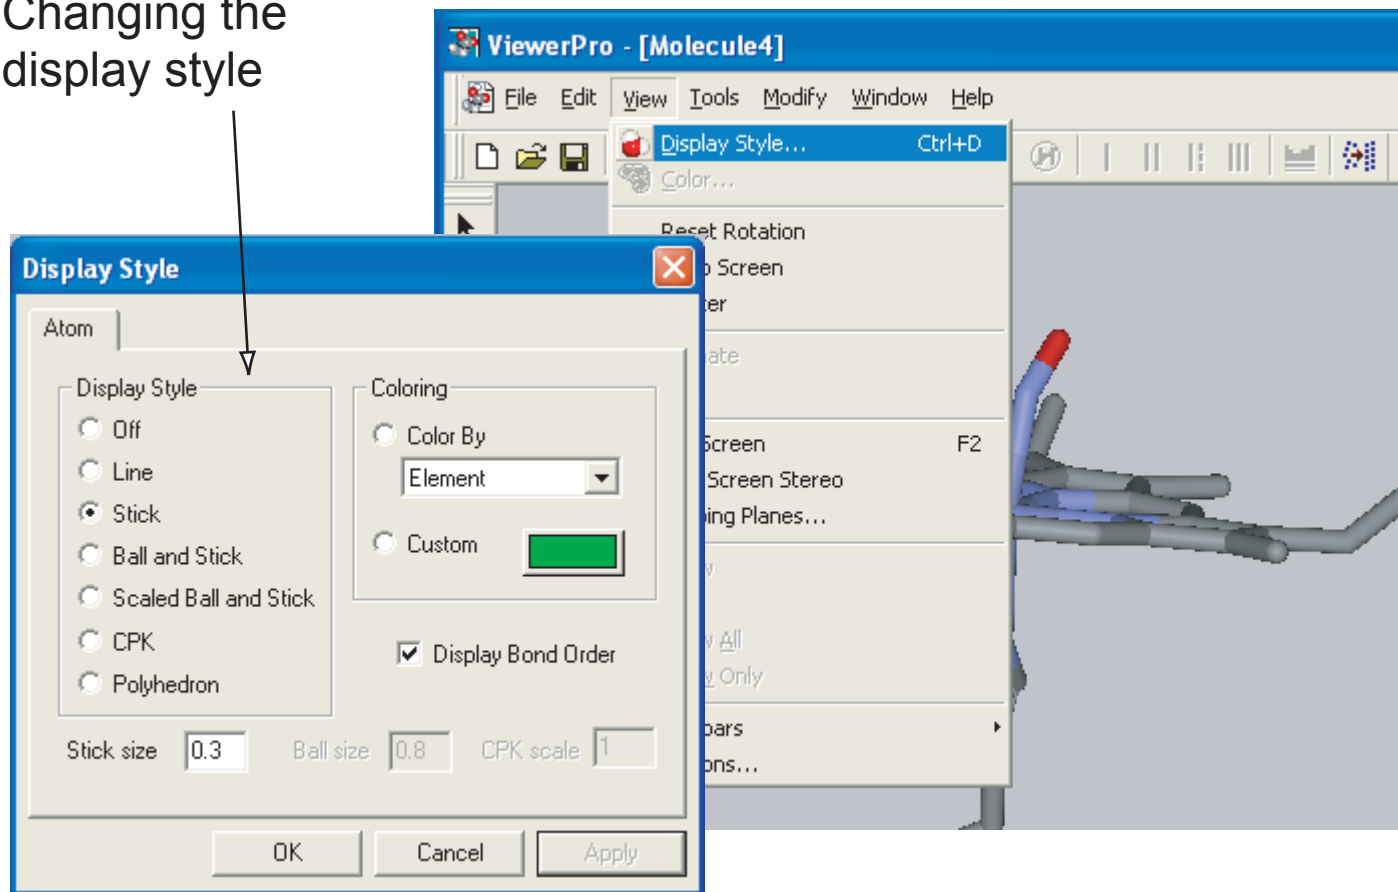 Changing the
display style
ViewerPro - [Molecule4]
File Edit View Tools Modify Window Help
Display Style... Ctrl+D
Color...
Reset Rotation
Screen
Screen F2
Screen Stereo
Planes...
All
Only
Display Style
Atom
Display Style
Off
Line
Stick
Ball and Stick
Scaled Ball and Stick
CPK
Polyhedron
Coloring
Color By
Element
Custom
Display Bond Order
Stick size 0.3 Ball size 0.8 CPK scale 1
OK Cancel Apply